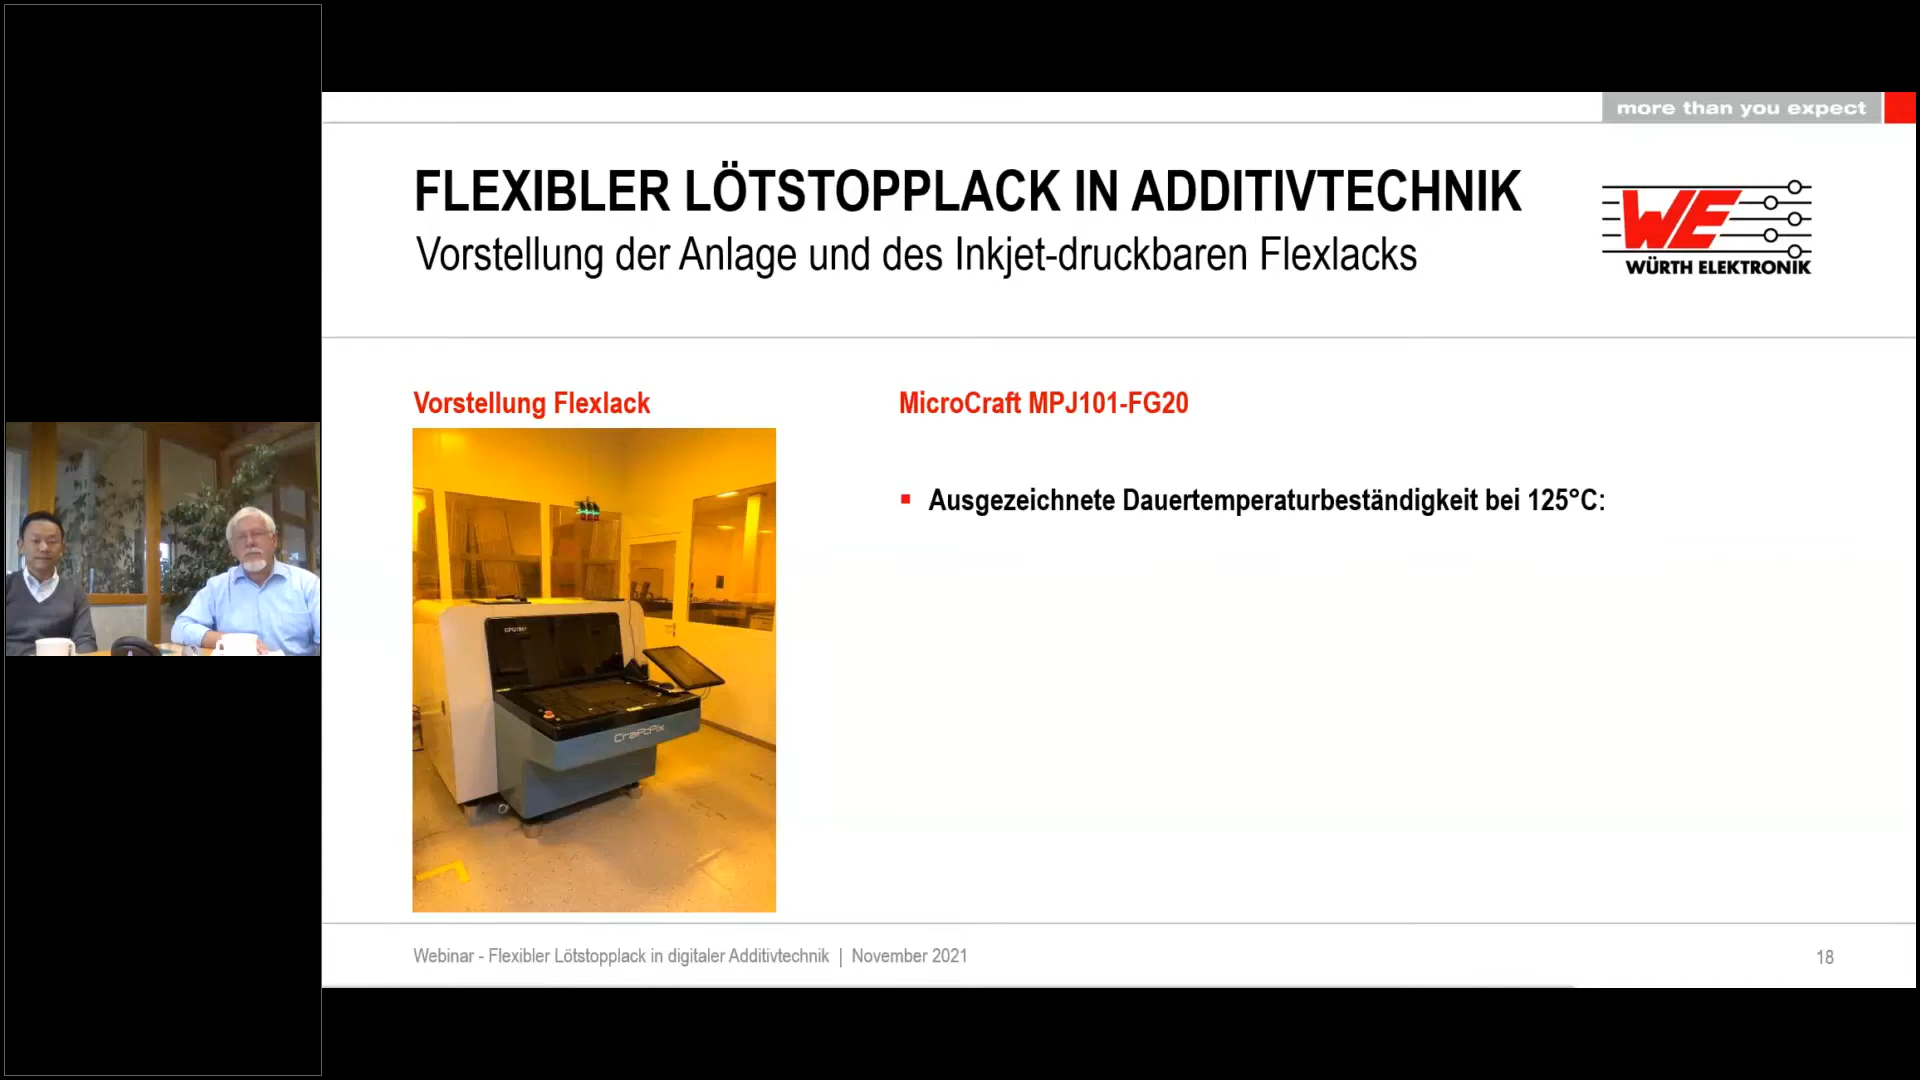 more than you expect
FLEXIBLER LÖTSTOPPLACK IN ADDITIVTECHNIK
Vorstellung der Anlage und des Inkjet-druckbaren Flexlacks
WE
WÜRTH ELEKTRONIK
Vorstellung Flexlack
MicroCraft MPJ101-FG20
▪ Ausgezeichnete Dauertemperaturbeständigkeit bei 125°C:
CraftPix
Webinar - Flexibler Lötstopplack in digitaler Additivtechnik | November 2021
18